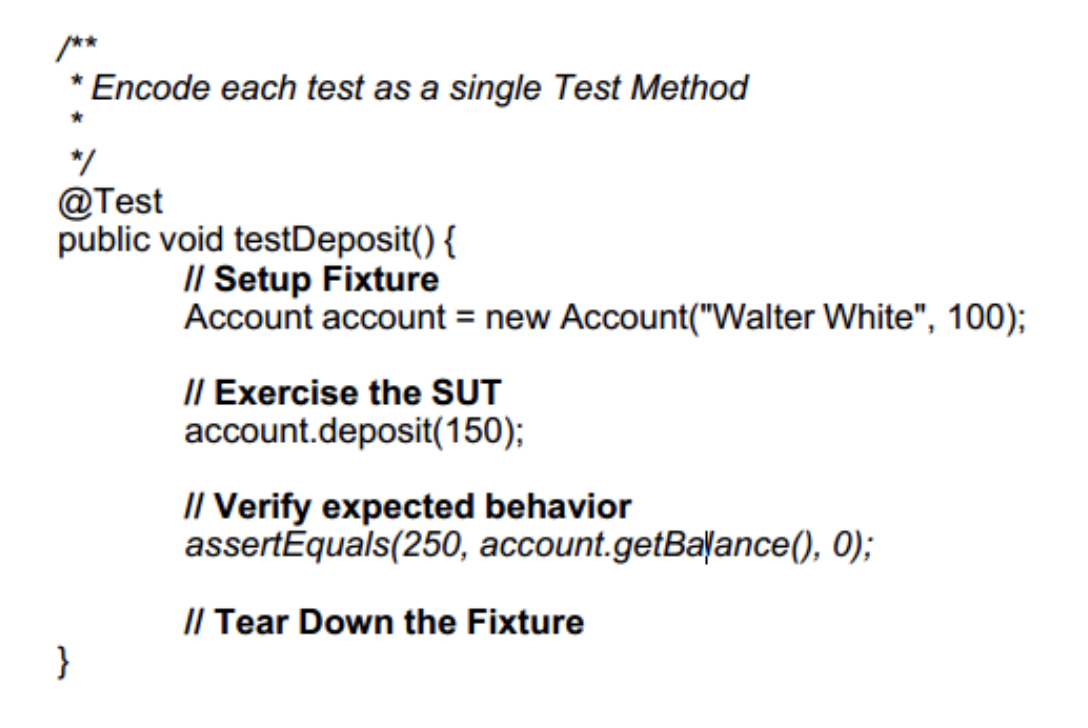 /**
* Encode each test as a single Test Method
*
*/
@Test
public void testDeposit() {
// Setup Fixture
Account account = new Account("Walter White", 100);
// Exercise the SUT
account.deposit(150);
// Verify expected behavior
assertEquals(250, account.getBalance(), 0);
// Tear Down the Fixture
}